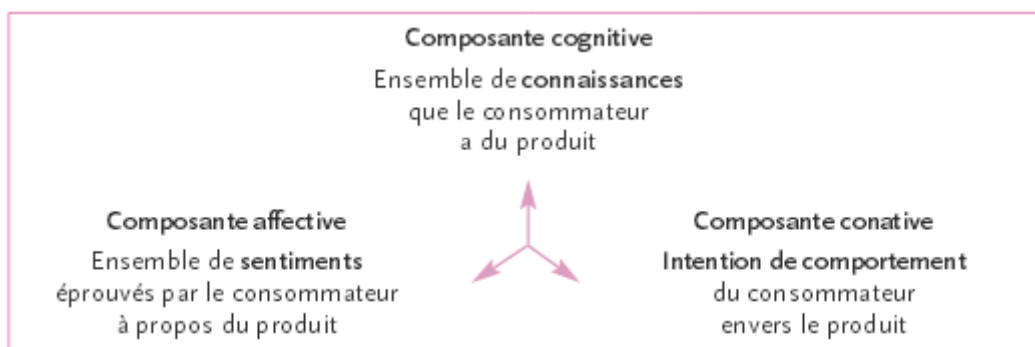 Composante cognitive
Ensemble de connaissances
que le consommateur
a du produit
Composante affective
Ensemble de sentiments
éprouvés par le consommateur
à propos du produit
Composante conative
Intention de comportement
du consommateur
envers le produit